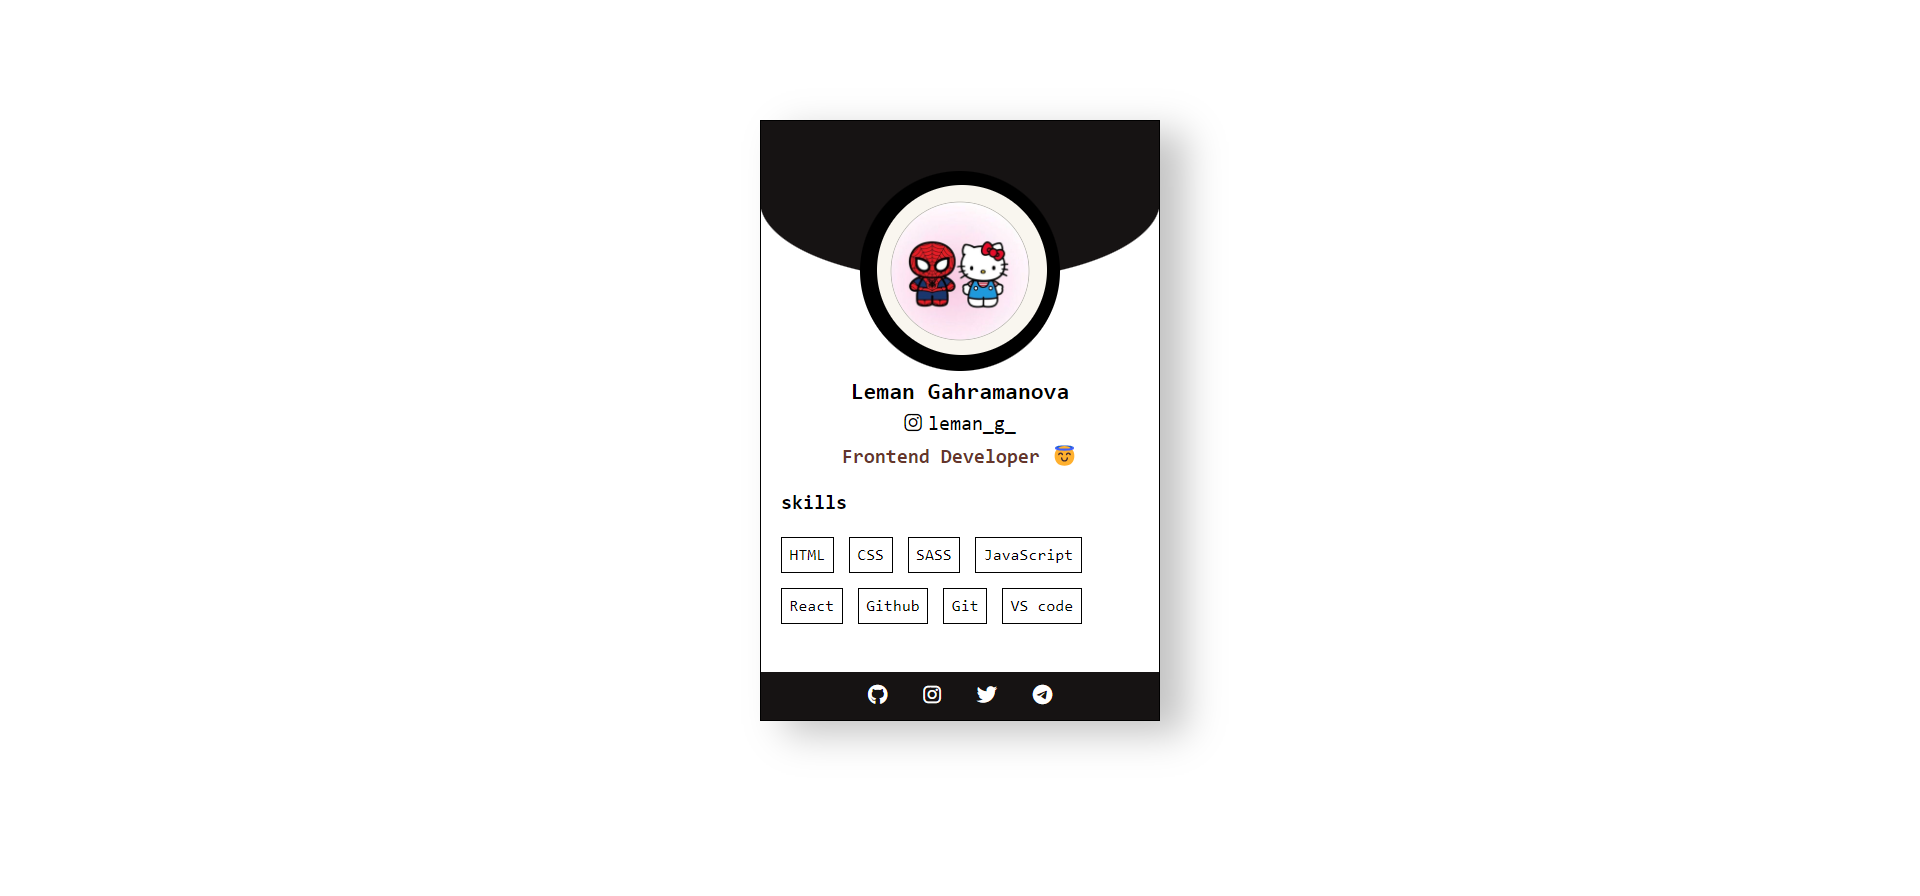 Leman Gahramanova
leman_g_
Frontend Developer 😇
skills
HTML CSS SASS JavaScript
React Github Git VS code